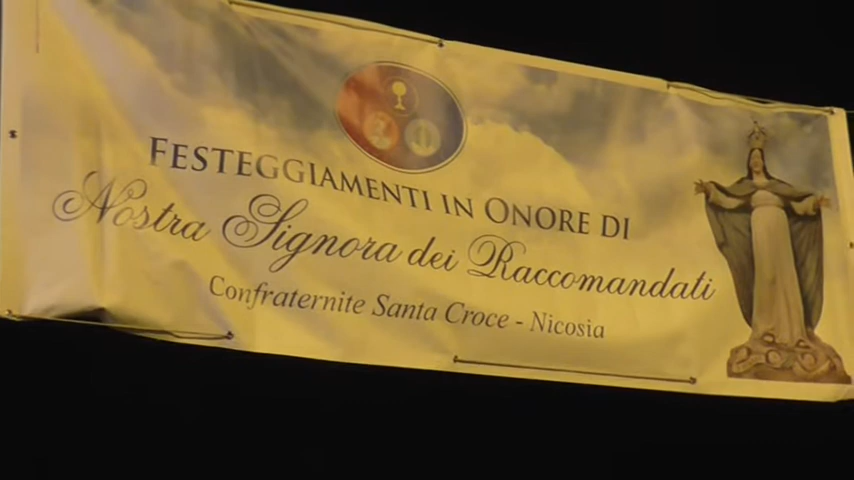 FESTEGGIAMENTI IN ONORE DI
Nostra Signora dei Raccomandati
Confraternite Santa Croce - Nicosia